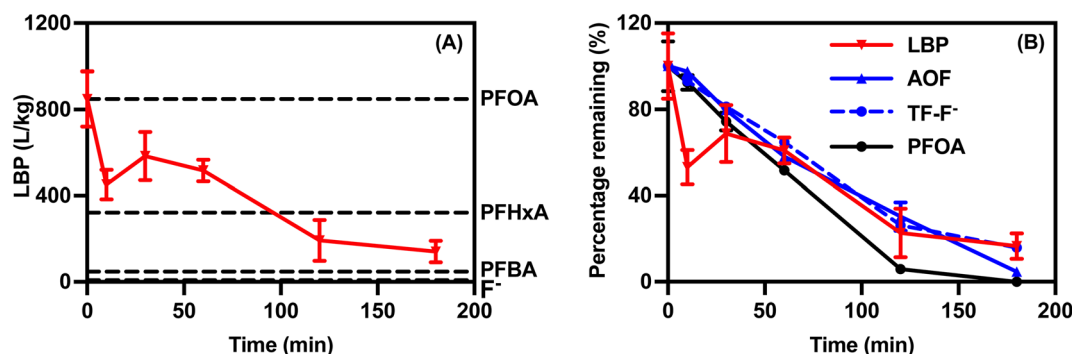 (A)
LBP (L/kg)
1200
800
400
0
PFOA
PFHxA
PFBA
F-
0 50 100 150 200
Time (min)
(B)
Percentage remaining (%)
120
80
40
0
LBP
AOF
TF-F-
PFOA
0 50 100 150 200
Time (min)